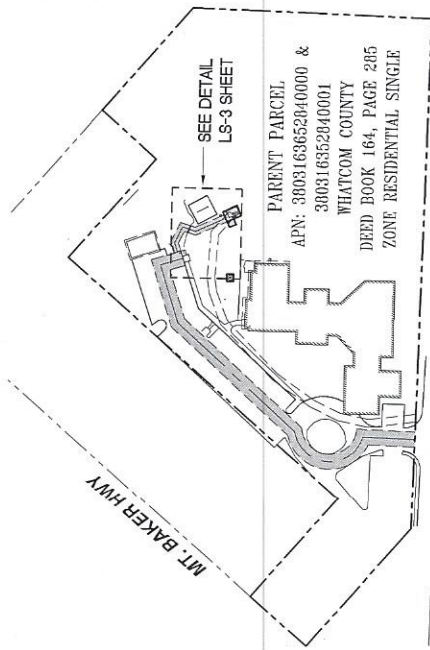 SEE DETAIL
LS-3 SHEET
PARENT PARCEL
APN: 3803163652840000 &
380316352840001
WHATCOM COUNTY
DEED BOOK 164, PAGE 285
ZONE RESIDENTIAL SINGLE
MT. BAKER HWY